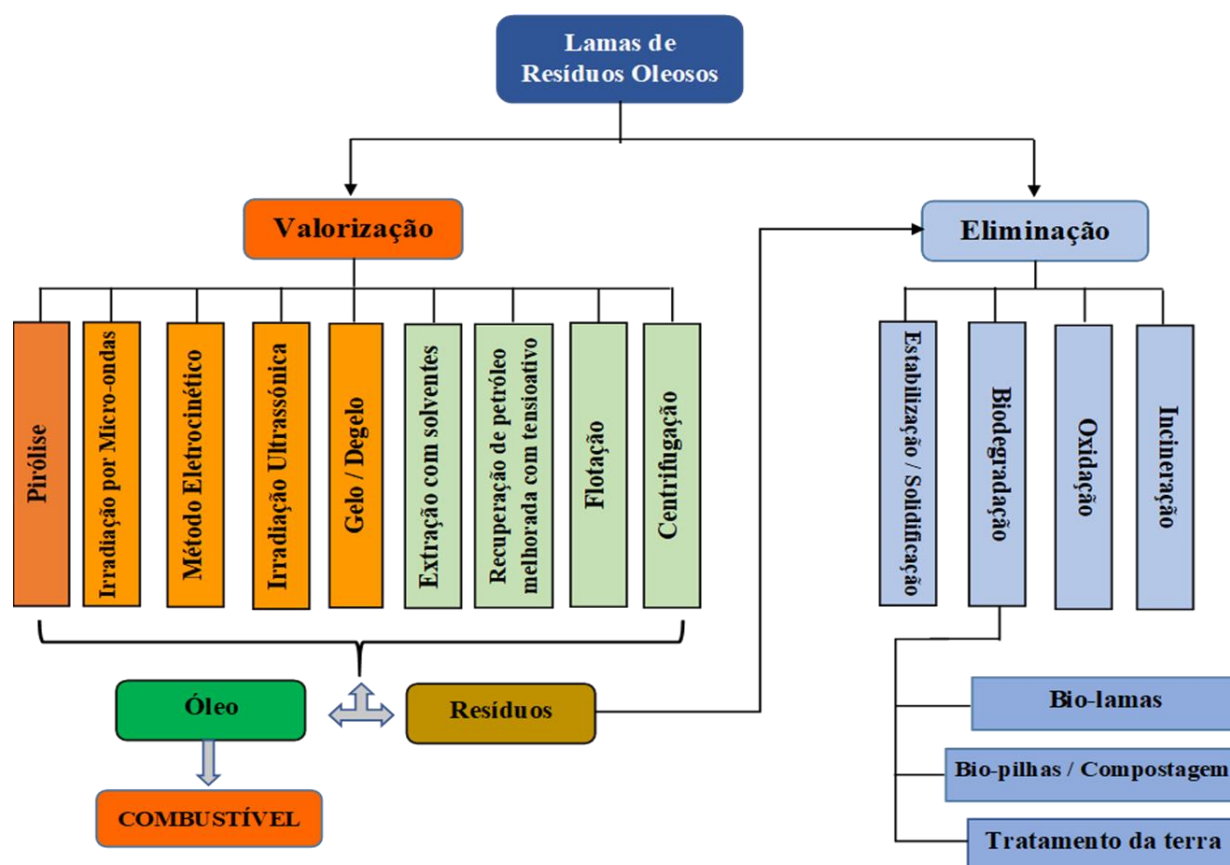 Lamas de
Resíduos Oleosos
Valorização
Eliminação
Pirólise
Irradiação por Micro-ondas
Método Eletrocinético
Irradiação Ultrassónica
Gelo / Degelo
Extração com solventes
Recuperação de petróleo
melhorada com tensioativo
Flotação
Centrifugação
Estabilização / Solidificação
Biodegradação
Oxidação
Incineração
Óleo
Resíduos
COMBUSTÍVEL
Bio-lamas
Bio-pilhas / Compostagem
Tratamento da terra